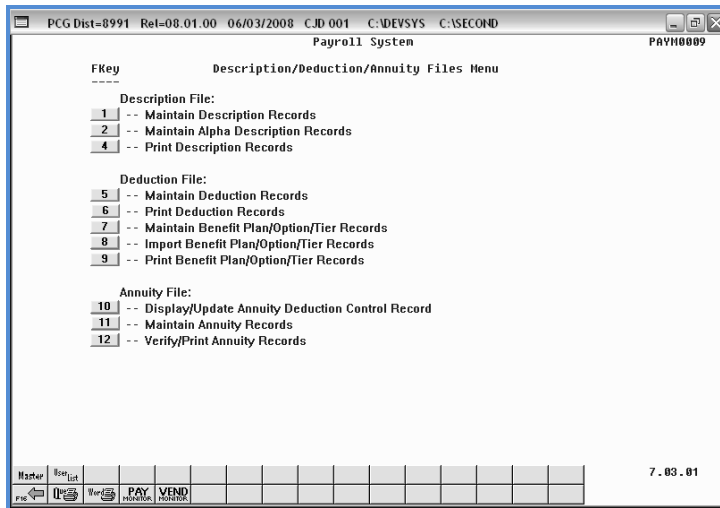 PCG Dist=8991 Rel=08.01.00 06/03/2008 CJD 001 C:\DEVSYS C:\SECOND
Payroll System PAYM0009
FKey Description/Deduction/Annuity Files Menu
----
Description File:
1 -- Maintain Description Records
2 -- Maintain Alpha Description Records
4 -- Print Description Records
Deduction File:
5 -- Maintain Deduction Records
6 -- Print Deduction Records
7 -- Maintain Benefit Plan/Option/Tier Records
8 -- Import Benefit Plan/Option/Tier Records
9 -- Print Benefit Plan/Option/Tier Records
Annuity File:
10 -- Display/Update Annuity Deduction Control Record
11 -- Maintain Annuity Records
12 -- Verify/Print Annuity Records
Master User List 7.03.01
F16 Que Word PAY MONITOR VEND MONITOR